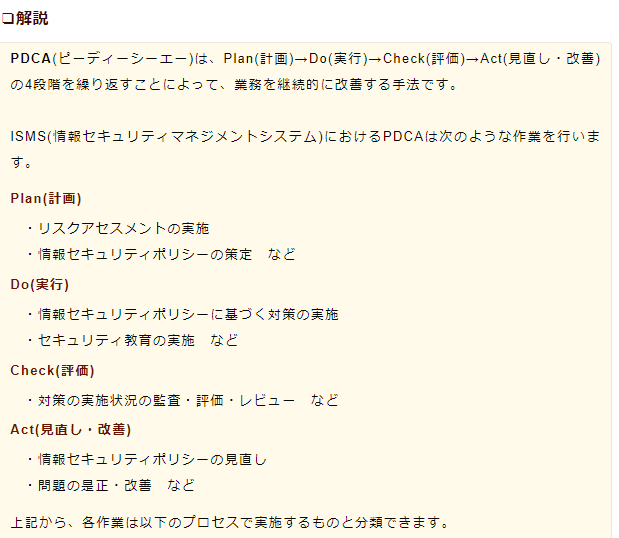 ❏解説
PDCA(ピーディーシーエー)は、Plan(計画)→Do(実行)→Check(評価)→Act(見直し・改善)
の4段階を繰り返すことによって、業務を継続的に改善する手法です。
ISMS(情報セキュリティマネジメントシステム)におけるPDCAは次のような作業を行いま
す。
Plan(計画)
・リスクアセスメントの実施
・情報セキュリティポリシーの策定　など
Do(実行)
・情報セキュリティポリシーに基づく対策の実施
・セキュリティ教育の実施　など
Check(評価)
・対策の実施状況の監査・評価・レビュー　など
Act(見直し・改善)
・情報セキュリティポリシーの見直し
・問題の是正・改善　など
上記から、各作業は以下のプロセスで実施するものと分類できます。